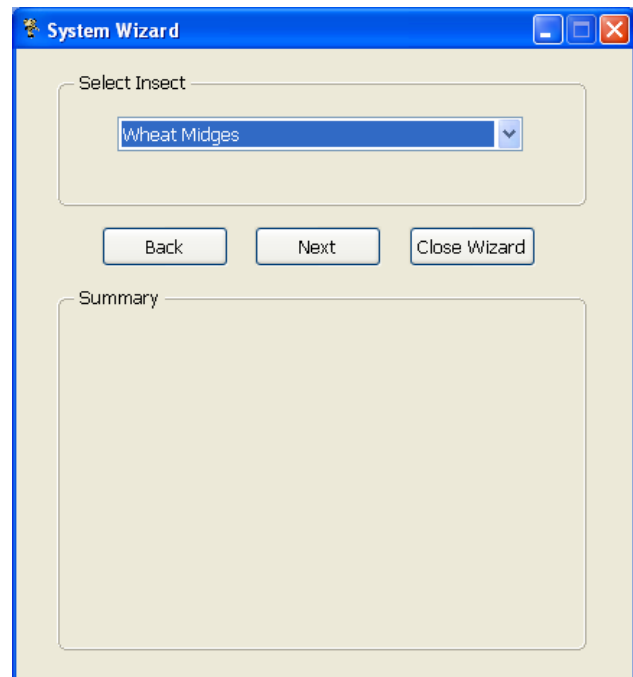 System Wizard
Select Insect
Wheat Midges
Back Next Close Wizard
Summary